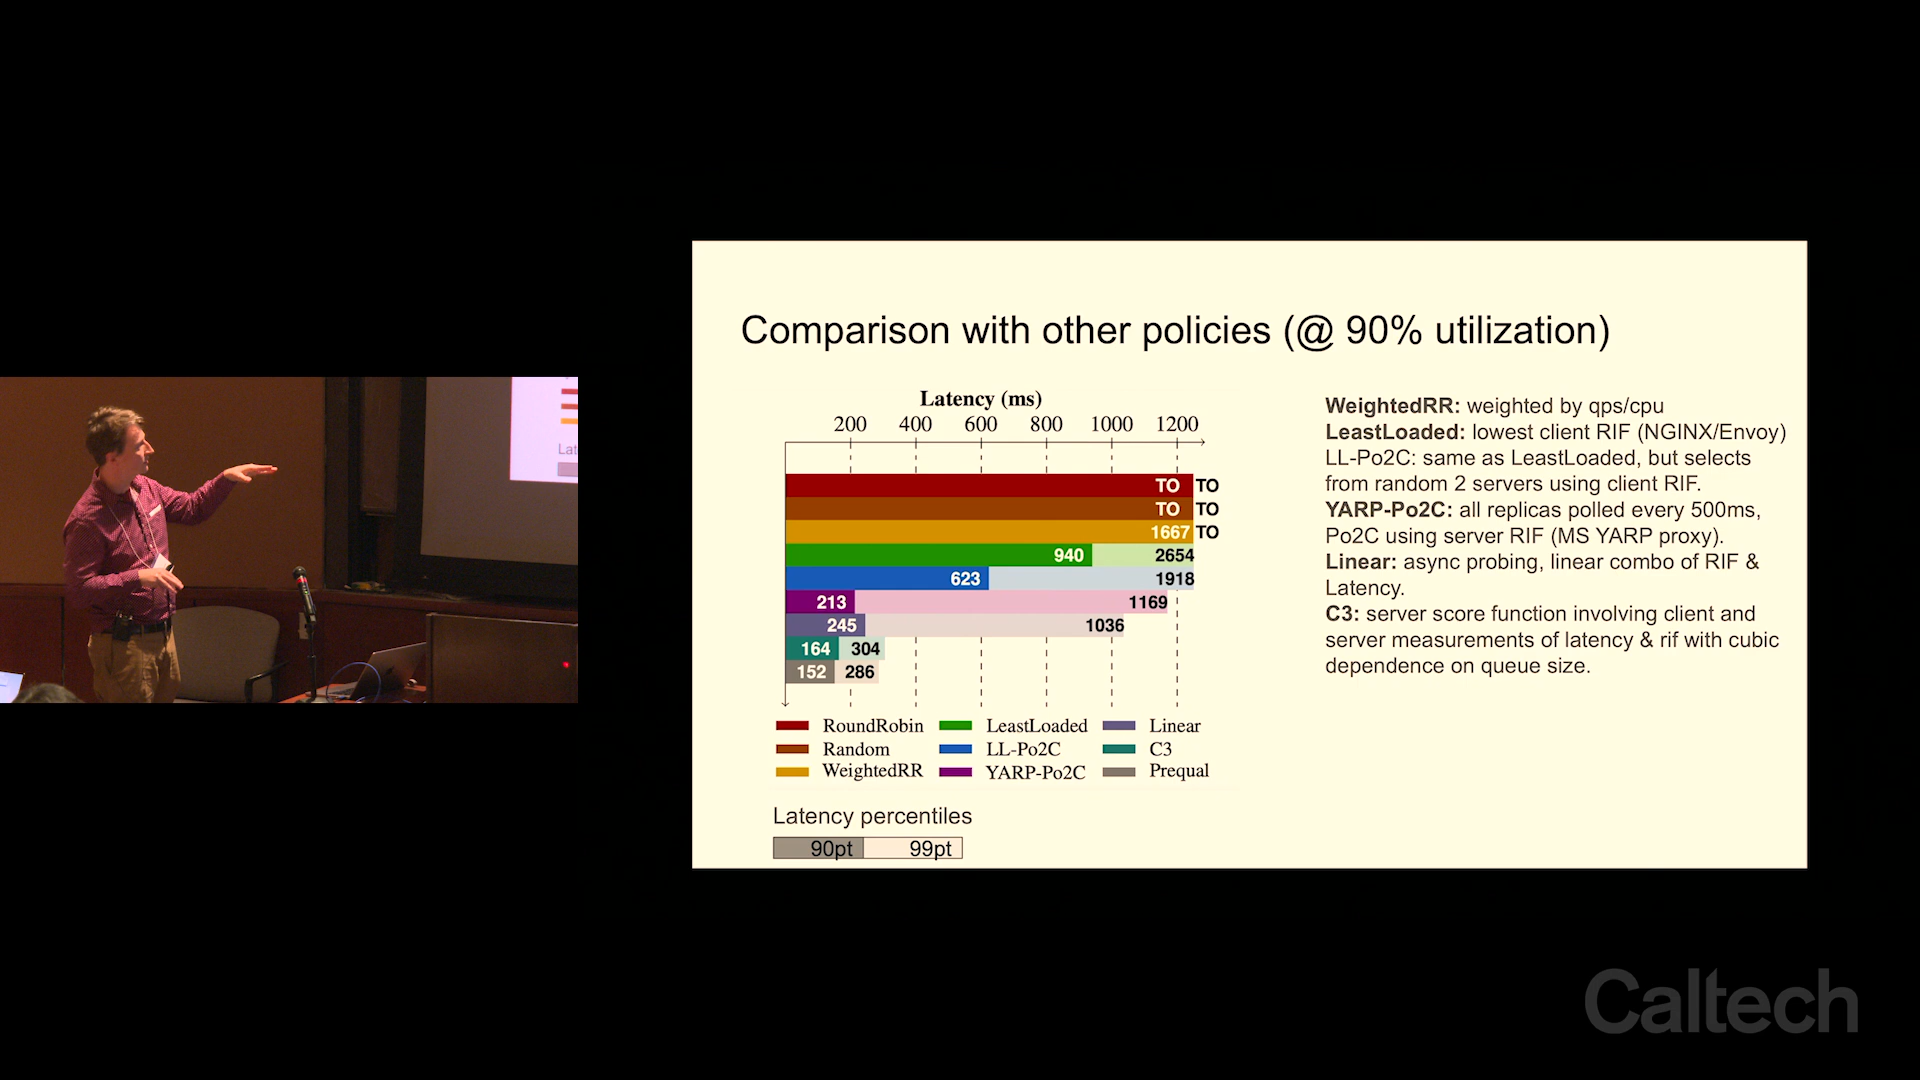 Comparison with other policies (@ 90% utilization)
Latency (ms)
200 400 600 800 1000 1200
TO TO
TO TO
1667 TO
940 2654
623 1918
213 1169
245 1036
164 304
152 286
RoundRobin LeastLoaded Linear
Random LL-Po2C C3
WeightedRR YARP-Po2C Prequal
Latency percentiles
90pt 99pt
WeightedRR: weighted by qps/cpu
LeastLoaded: lowest client RIF (NGINX/Envoy)
LL-Po2C: same as LeastLoaded, but selects
from random 2 servers using client RIF.
YARP-Po2C: all replicas polled every 500ms,
Po2C using server RIF (MS YARP proxy).
Linear: async probing, linear combo of RIF &
Latency.
C3: server score function involving client and
server measurements of latency & rif with cubic
dependence on queue size.
Lat
Caltech